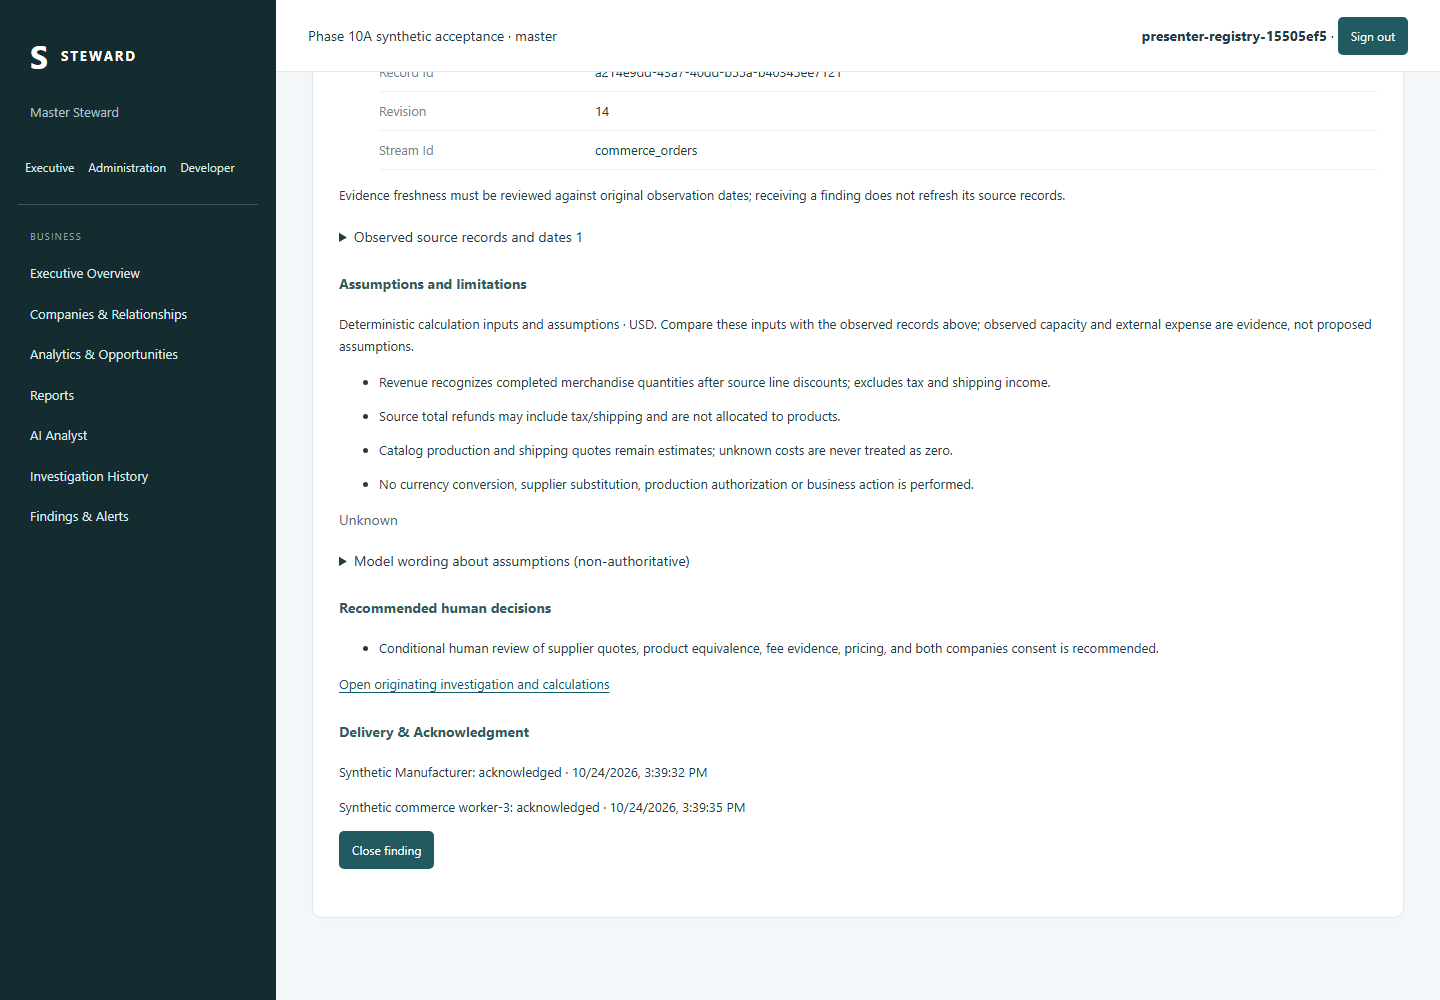 S STEWARD
Master Steward
Executive Administration Developer
BUSINESS
Executive Overview
Companies & Relationships
Analytics & Opportunities
Reports
AI Analyst
Investigation History
Findings & Alerts
Phase 10A synthetic acceptance · master
presenter-registry-15505ef5 · Sign out
Record Id
Revision 14
Stream Id commerce_orders
Evidence freshness must be reviewed against original observation dates; receiving a finding does not refresh its source records.
Observed source records and dates 1
Assumptions and limitations
Deterministic calculation inputs and assumptions · USD. Compare these inputs with the observed records above; observed capacity and external expense are evidence, not proposed
assumptions.
Revenue recognizes completed merchandise quantities after source line discounts; excludes tax and shipping income.
Source total refunds may include tax/shipping and are not allocated to products.
Catalog production and shipping quotes remain estimates; unknown costs are never treated as zero.
No currency conversion, supplier substitution, production authorization or business action is performed.
Unknown
Model wording about assumptions (non-authoritative)
Recommended human decisions
Conditional human review of supplier quotes, product equivalence, fee evidence, pricing, and both companies consent is recommended.
Open originating investigation and calculations
Delivery & Acknowledgment
Synthetic Manufacturer: acknowledged · 10/24/2026, 3:39:32 PM
Synthetic commerce worker-3: acknowledged · 10/24/2026, 3:39:35 PM
Close finding